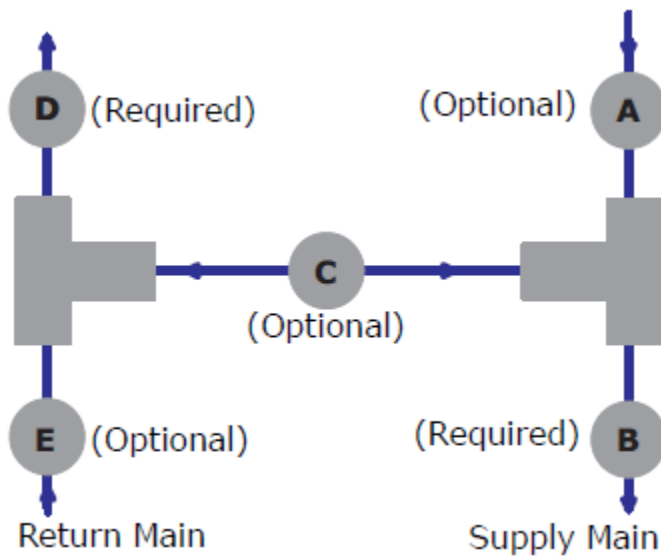 D (Required)
(Optional) A
C
(Optional)
E (Optional)
(Required) B
Return Main
Supply Main